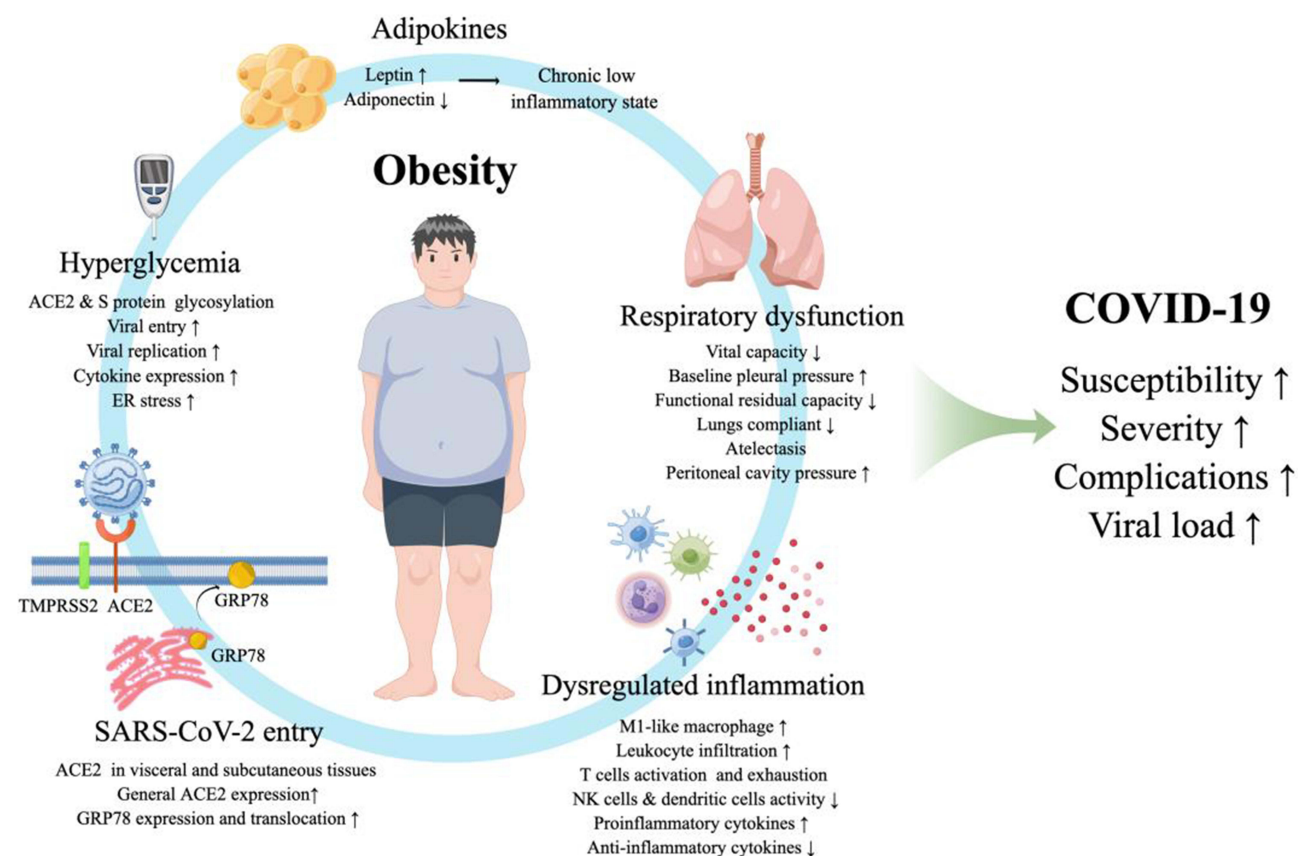 Adipokines
Leptin ↑ ⟶ Chronic low
Adiponectin ↓ inflammatory state
Obesity
Hyperglycemia
ACE2 & S protein glycosylation
Viral entry ↑
Viral replication ↑
Cytokine expression ↑
ER stress ↑
Respiratory dysfunction
Vital capacity ↓
Baseline pleural pressure ↑
Functional residual capacity ↓
Lungs compliant ↓
Atelectasis
Peritoneal cavity pressure ↑
TMPRSS2 ACE2
GRP78
GRP78
SARS-CoV-2 entry
ACE2 in visceral and subcutaneous tissues
General ACE2 expression↑
GRP78 expression and translocation ↑
Dysregulated inflammation
M1-like macrophage ↑
Leukocyte infiltration ↑
T cells activation and exhaustion
NK cells & dendritic cells activity ↓
Proinflammatory cytokines ↑
Anti-inflammatory cytokines ↓
COVID-19
Susceptibility ↑
Severity ↑
Complications ↑
Viral load ↑